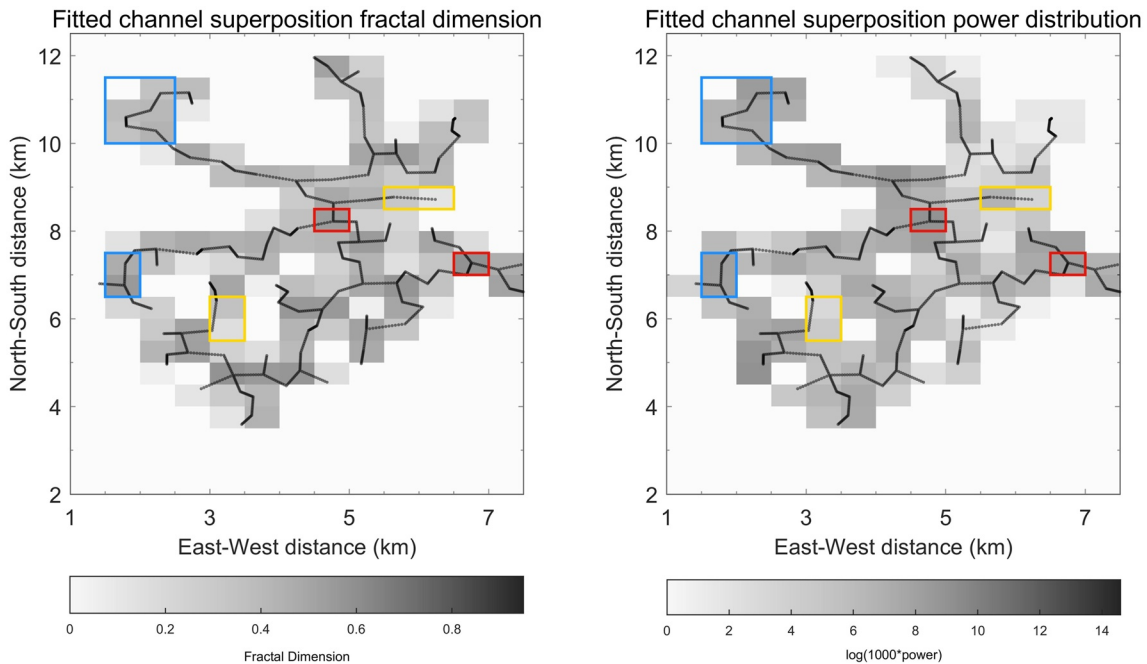 Fitted channel superposition fractal dimension
12
10
8
6
4
2
North-South distance (km)
1 3 5 7
East-West distance (km)
0 0.2 0.4 0.6 0.8
Fractal Dimension
Fitted channel superposition power distribution
12
10
8
6
4
2
North-South distance (km)
1 3 5 7
East-West distance (km)
0 2 4 6 8 10 12 14
log(1000*power)